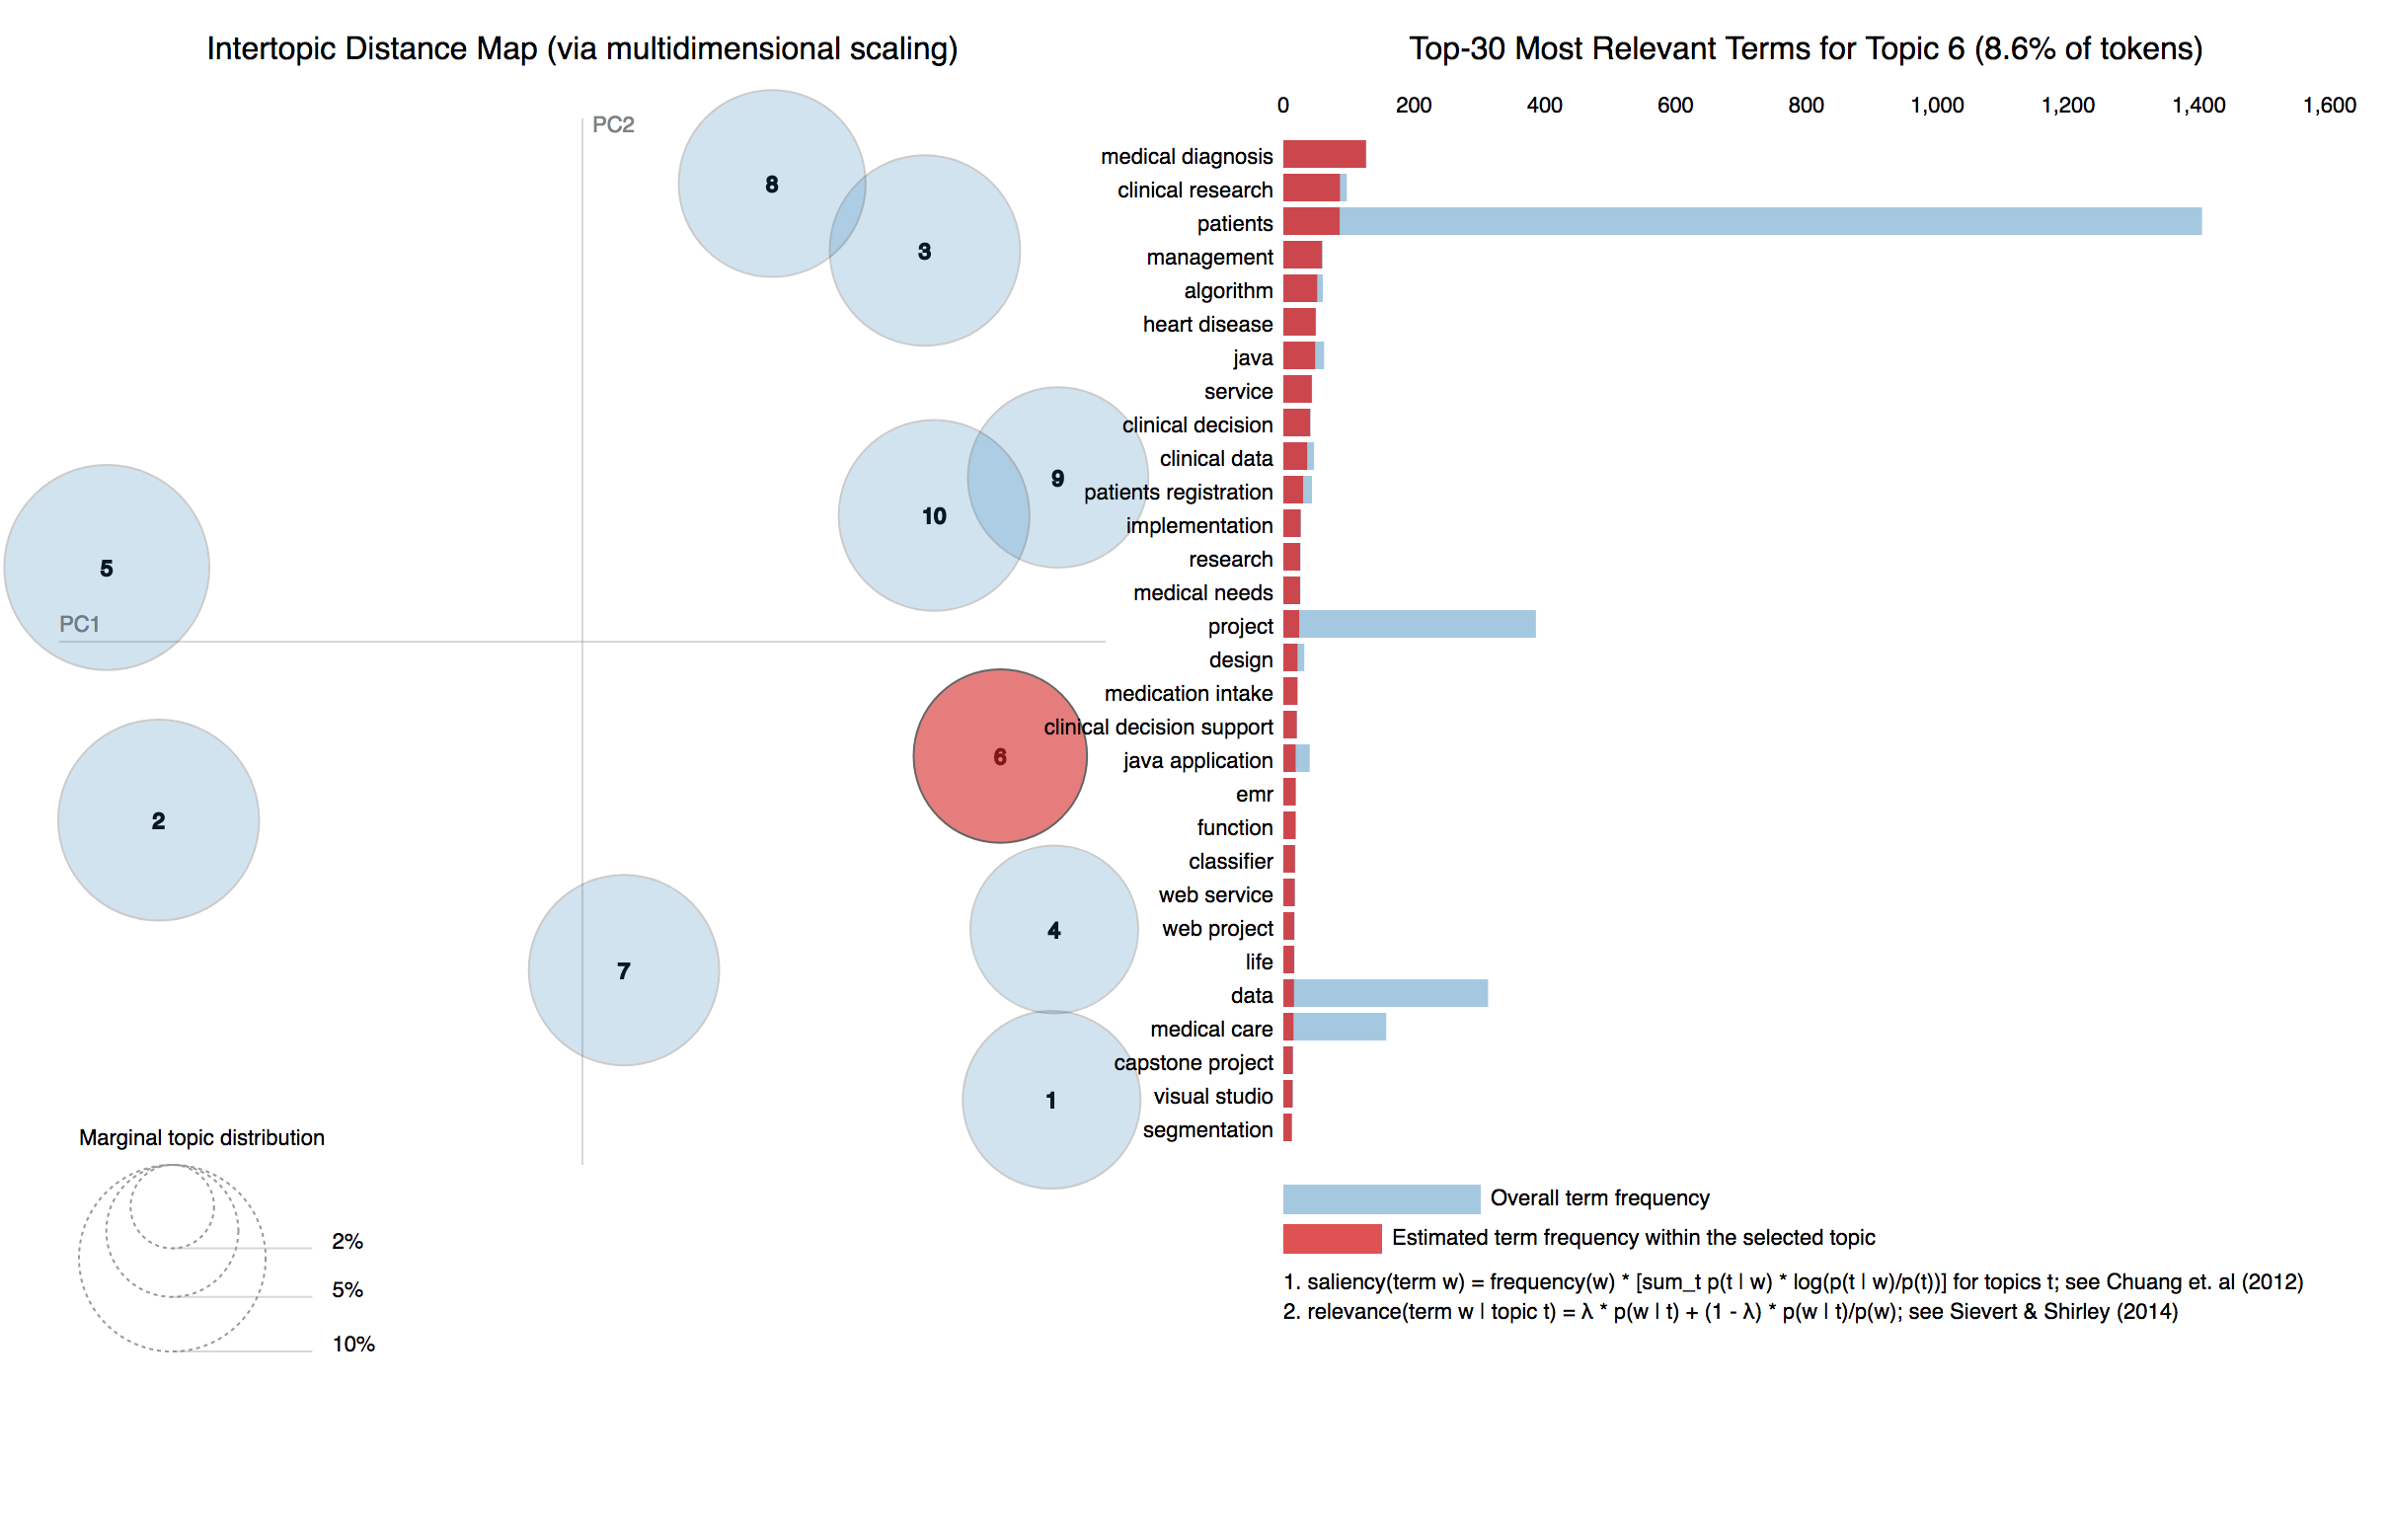 Intertopic Distance Map (via multidimensional scaling)
PC2
PC1
8
3
9
10
5
6
2
4
7
1
Marginal topic distribution
2%
5%
10%
Top-30 Most Relevant Terms for Topic 6 (8.6% of tokens)
0 200 400 600 800 1,000 1,200 1,400 1,600
medical diagnosis
clinical research
patients
management
algorithm
heart disease
java
service
clinical decision
clinical data
patients registration
implementation
research
medical needs
project
design
medication intake
clinical decision support
java application
emr
function
classifier
web service
web project
life
data
medical care
capstone project
visual studio
segmentation
Overall term frequency
Estimated term frequency within the selected topic
1. saliency(term w) = frequency(w) * [sum_t p(t | w) * log(p(t | w)/p(t))] for topics t; see Chuang et. al (2012)
2. relevance(term w | topic t) = λ * p(w | t) + (1 - λ) * p(w | t)/p(w); see Sievert & Shirley (2014)